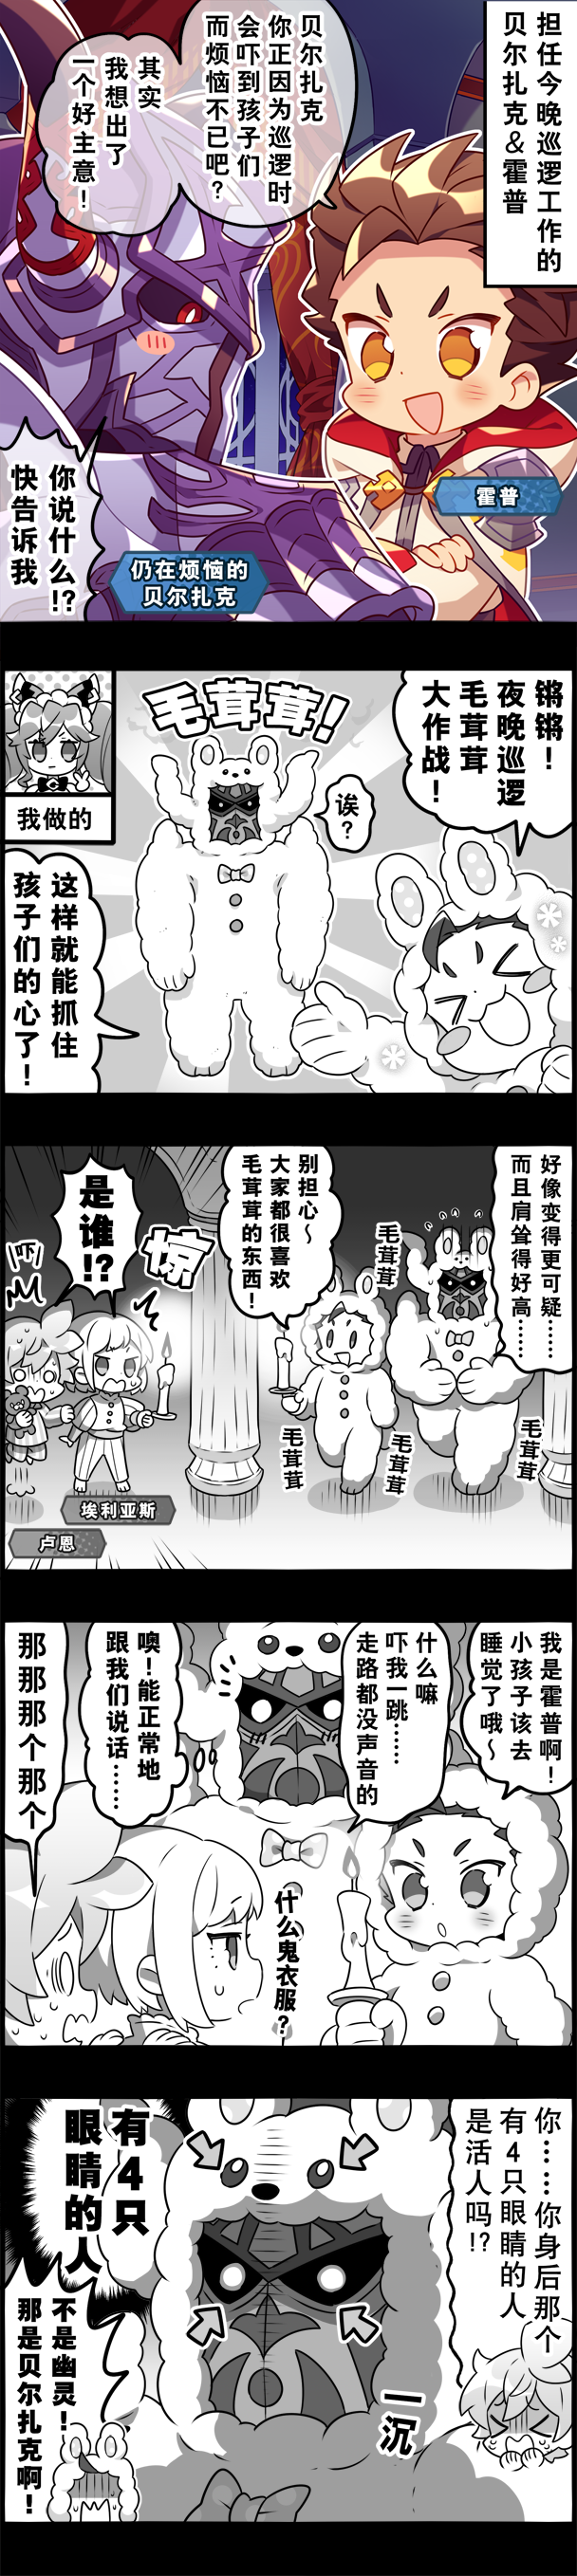 担任今晚巡逻工作的
贝尔扎克&霍普
贝尔扎克
你正因为巡逻时
会吓到孩子们
而烦恼不已吧?
其实
我想出了
一个好主意!
霍普
你说什么!?
快告诉我
仍在烦恼的
贝尔扎克
锵锵!
夜晚巡逻
毛茸茸
大作战!
毛茸茸!
诶?
我做的
这样就能抓住
孩子们的心了!
好像变得更可疑……
而且肩耸得好高……
毛茸茸
别担心~
大家都很喜欢
毛茸茸的东西!
毛茸茸
毛茸茸
毛茸茸
惊
是谁!?
吓
埃利亚斯
卢恩
我是霍普啊!
小孩子该去
睡觉了哦~
什么嘛
吓我一跳……
走路都没声音的
噢!能正常地
跟我们说话……
什么鬼衣服?
那那那个那个
你……你身后那个
有4只眼睛的人
是活人吗!?
一沉
有4只
眼睛的人
不是幽灵!
那是贝尔扎克啊!